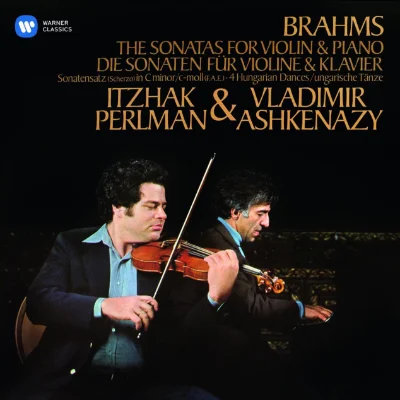 WARNER
CLASSICS
BRAHMS
THE SONATAS FOR VIOLIN & PIANO
DIE SONATEN FÜR VIOLINE & KLAVIER
Sonatensatz (Scherzo) in C minor/c-moll (F.A.E.) - 4 Hungarian Dances/ungarische Tänze
ITZHAK & VLADIMIR
PERLMAN ASHKENAZY